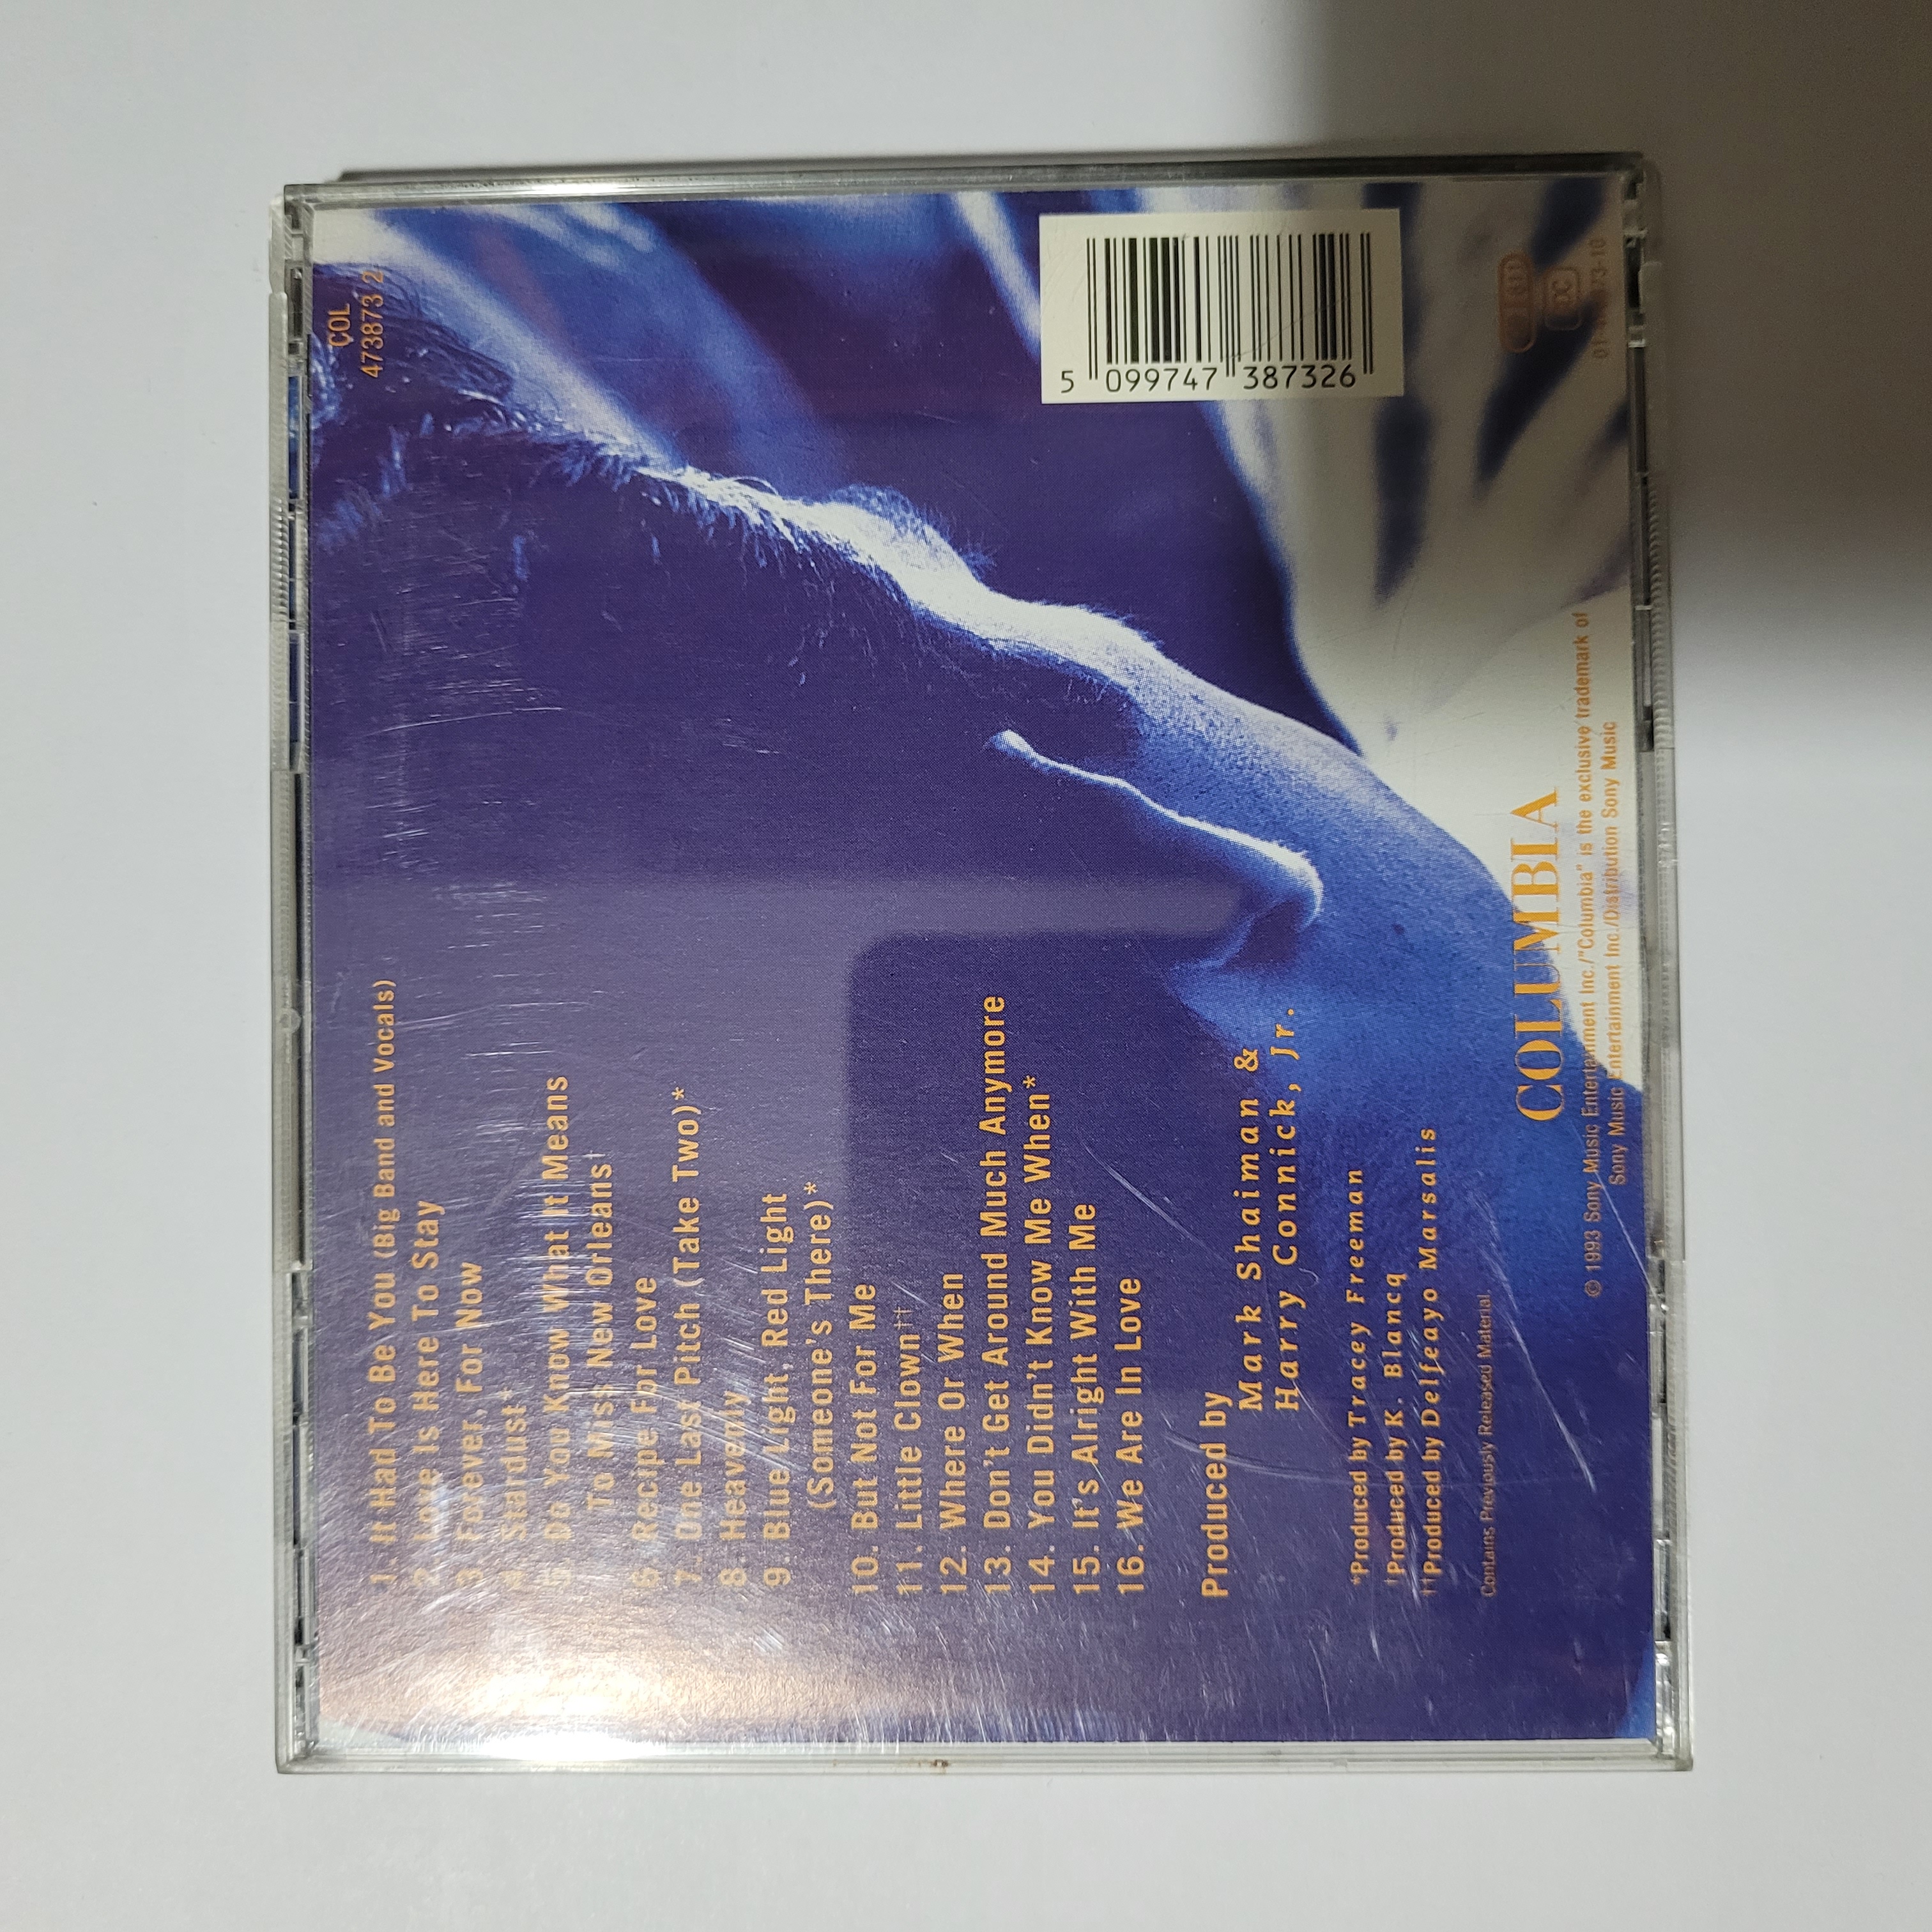 COL
473873 2
1. It Had To Be You (Big Band and Vocals)
2. Love Is Here To Stay
3. Forever, For Now
4. Stardust†
5. Do You Know What It Means
To Miss New Orleans†
6. Recipe For Love
7. One Last Pitch (Take Two)*
8. Heavenly
9. Blue Light, Red Light
(Someone's There)*
10. But Not For Me
11. Little Clown††
12. Where Or When
13. Don't Get Around Much Anymore
14. You Didn't Know Me When*
15. It's Alright With Me
16. We Are In Love
Produced by
Mark Shaiman &
Harry Connick, Jr.
*Produced by Tracey Freeman
†Produced by K. Blancq
††Produced by Delfeayo Marsalis
Contains Previously Released Material.
5 099747 387326
COLUMBIA
© 1993 Sony Music Entertainment Inc./"Columbia" is the exclusive trademark of
Sony Music Entertainment Inc./Distribution Sony Music